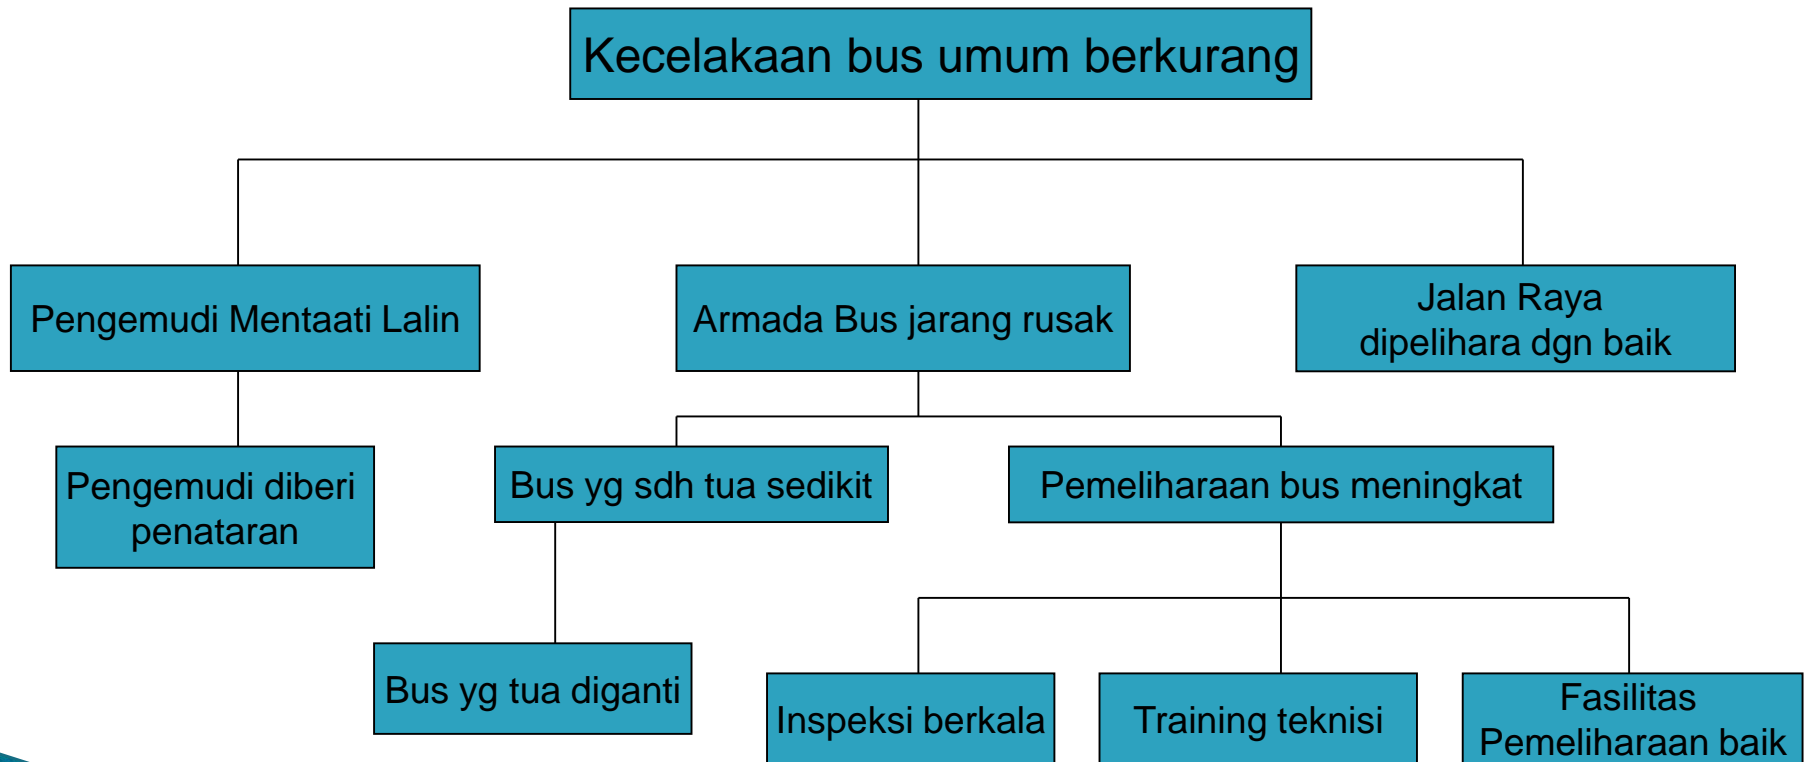 Kecelakaan bus umum berkurang
Pengemudi Mentaati Lalin
Armada Bus jarang rusak
Jalan Raya
dipelihara dgn baik
Pengemudi diberi
penataran
Bus yg sdh tua sedikit
Pemeliharaan bus meningkat
Bus yg tua diganti
Inspeksi berkala
Training teknisi
Fasilitas
Pemeliharaan baik